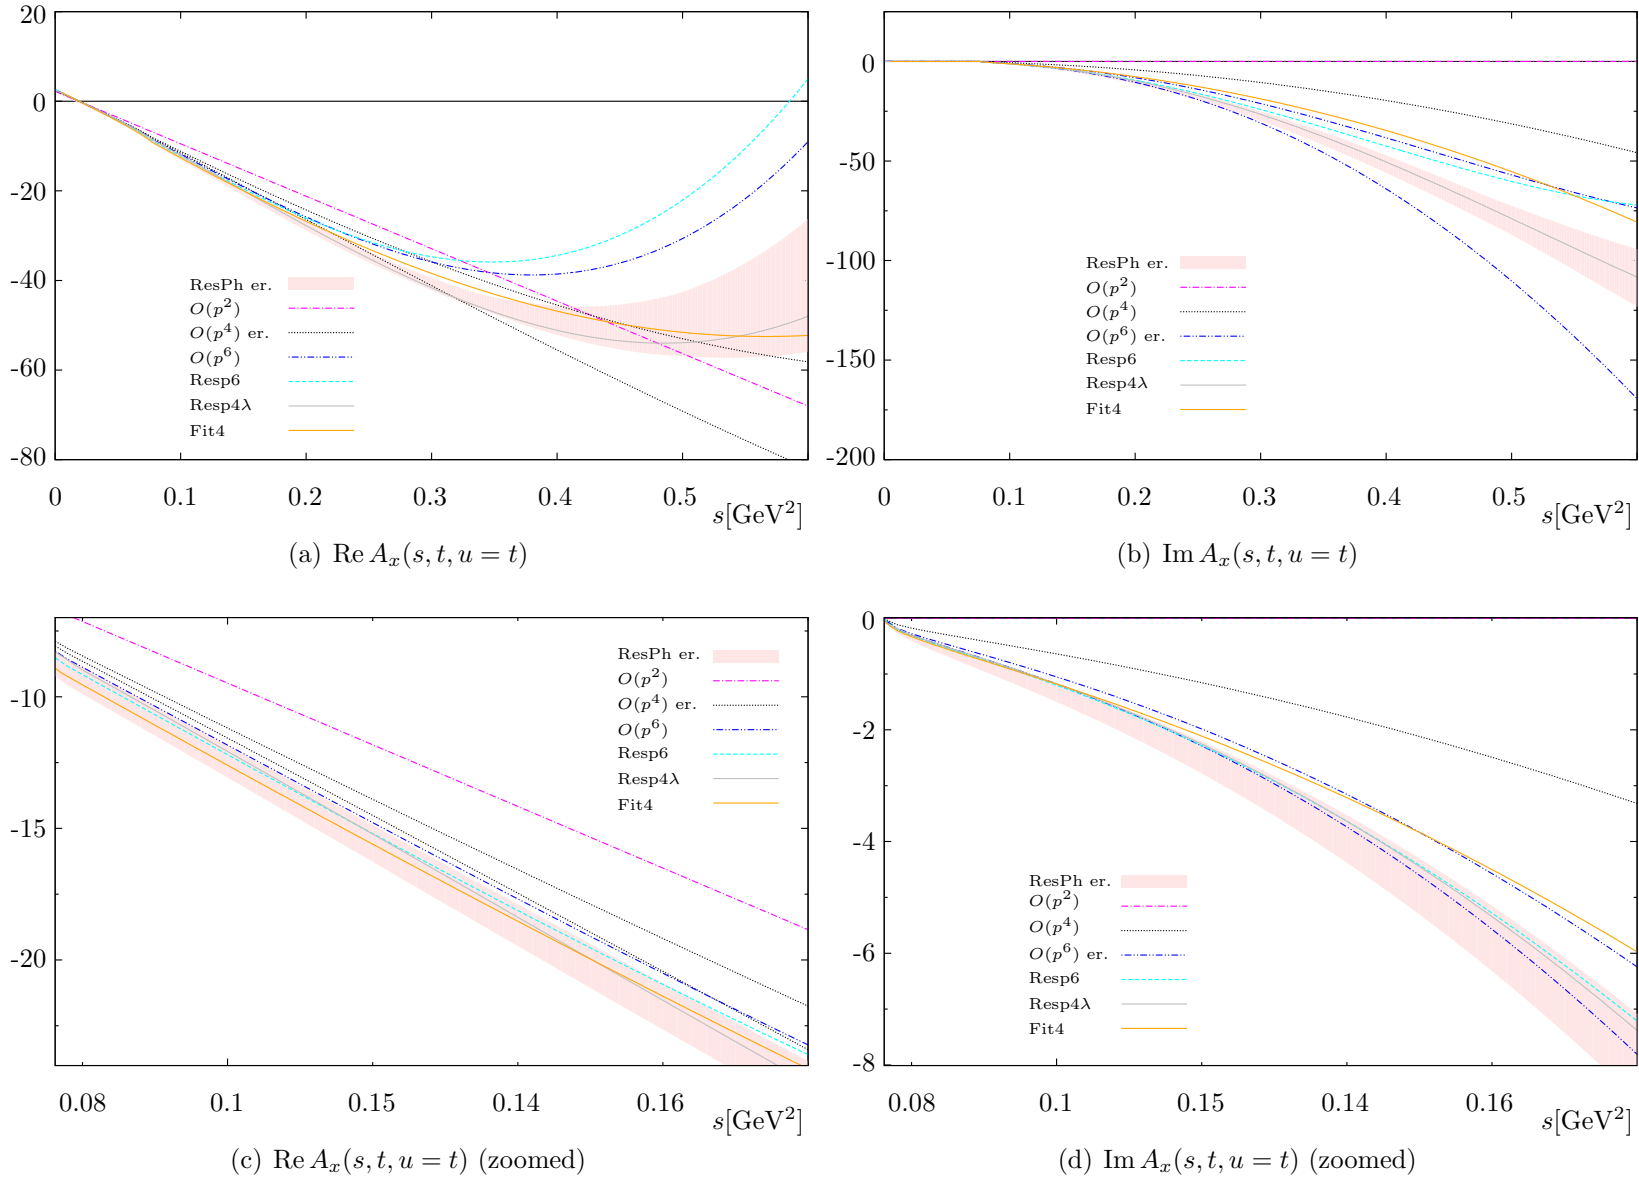 20
0
-20
-40
-60
-80
ResPh er.
O(p²)
O(p⁴) er.
O(p⁶)
Resp6
Resp4λ
Fit4
0 0.1 0.2 0.3 0.4 0.5
s[GeV²]
(a) Re Aₓ(s, t, u = t)
0
-50
-100
-150
-200
ResPh er.
O(p²)
O(p⁴)
O(p⁶) er.
Resp6
Resp4λ
Fit4
0 0.1 0.2 0.3 0.4 0.5
s[GeV²]
(b) Im Aₓ(s, t, u = t)
-10
-15
-20
ResPh er.
O(p²)
O(p⁴) er.
O(p⁶)
Resp6
Resp4λ
Fit4
0.08 0.1 0.15 0.14 0.16
s[GeV²]
(c) Re Aₓ(s, t, u = t) (zoomed)
0
-2
-4
-6
-8
ResPh er.
O(p²)
O(p⁴)
O(p⁶) er.
Resp6
Resp4λ
Fit4
0.08 0.1 0.15 0.14 0.16
s[GeV²]
(d) Im Aₓ(s, t, u = t) (zoomed)